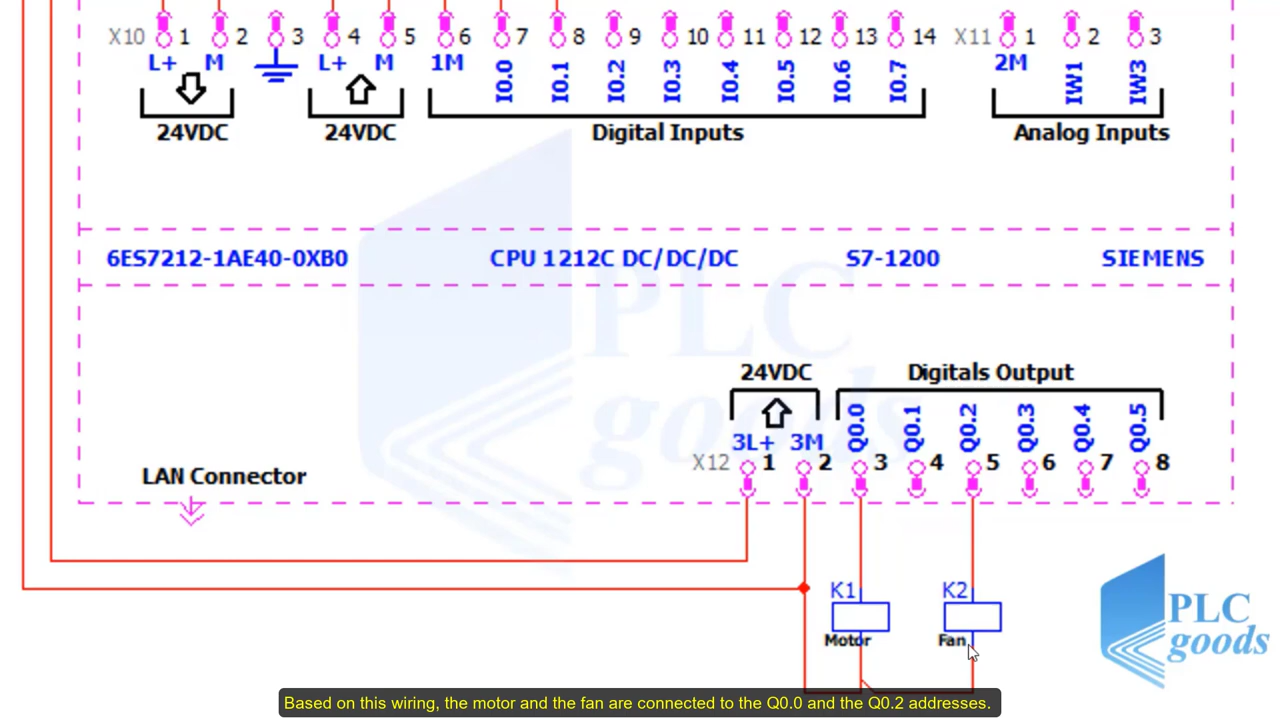 X10 1 2 3 4 5 6 7 8 9 10 11 12 13 14 X11 1 2 3
L+ M L+ M 1M I0.0 I0.1 I0.2 I0.3 I0.4 I0.5 I0.6 I0.7 2M IW1 IW3
24VDC 24VDC Digital Inputs Analog Inputs
6ES7212-1AE40-0XB0 CPU 1212C DC/DC/DC S7-1200 SIEMENS
PLC
goods
24VDC Digitals Output
3L+ 3M Q0.0 Q0.1 Q0.2 Q0.3 Q0.4 Q0.5
X12 1 2 3 4 5 6 7 8
LAN Connector
K1 K2
Motor Fan
PLC
goods
Based on this wiring, the motor and the fan are connected to the Q0.0 and the Q0.2 addresses.